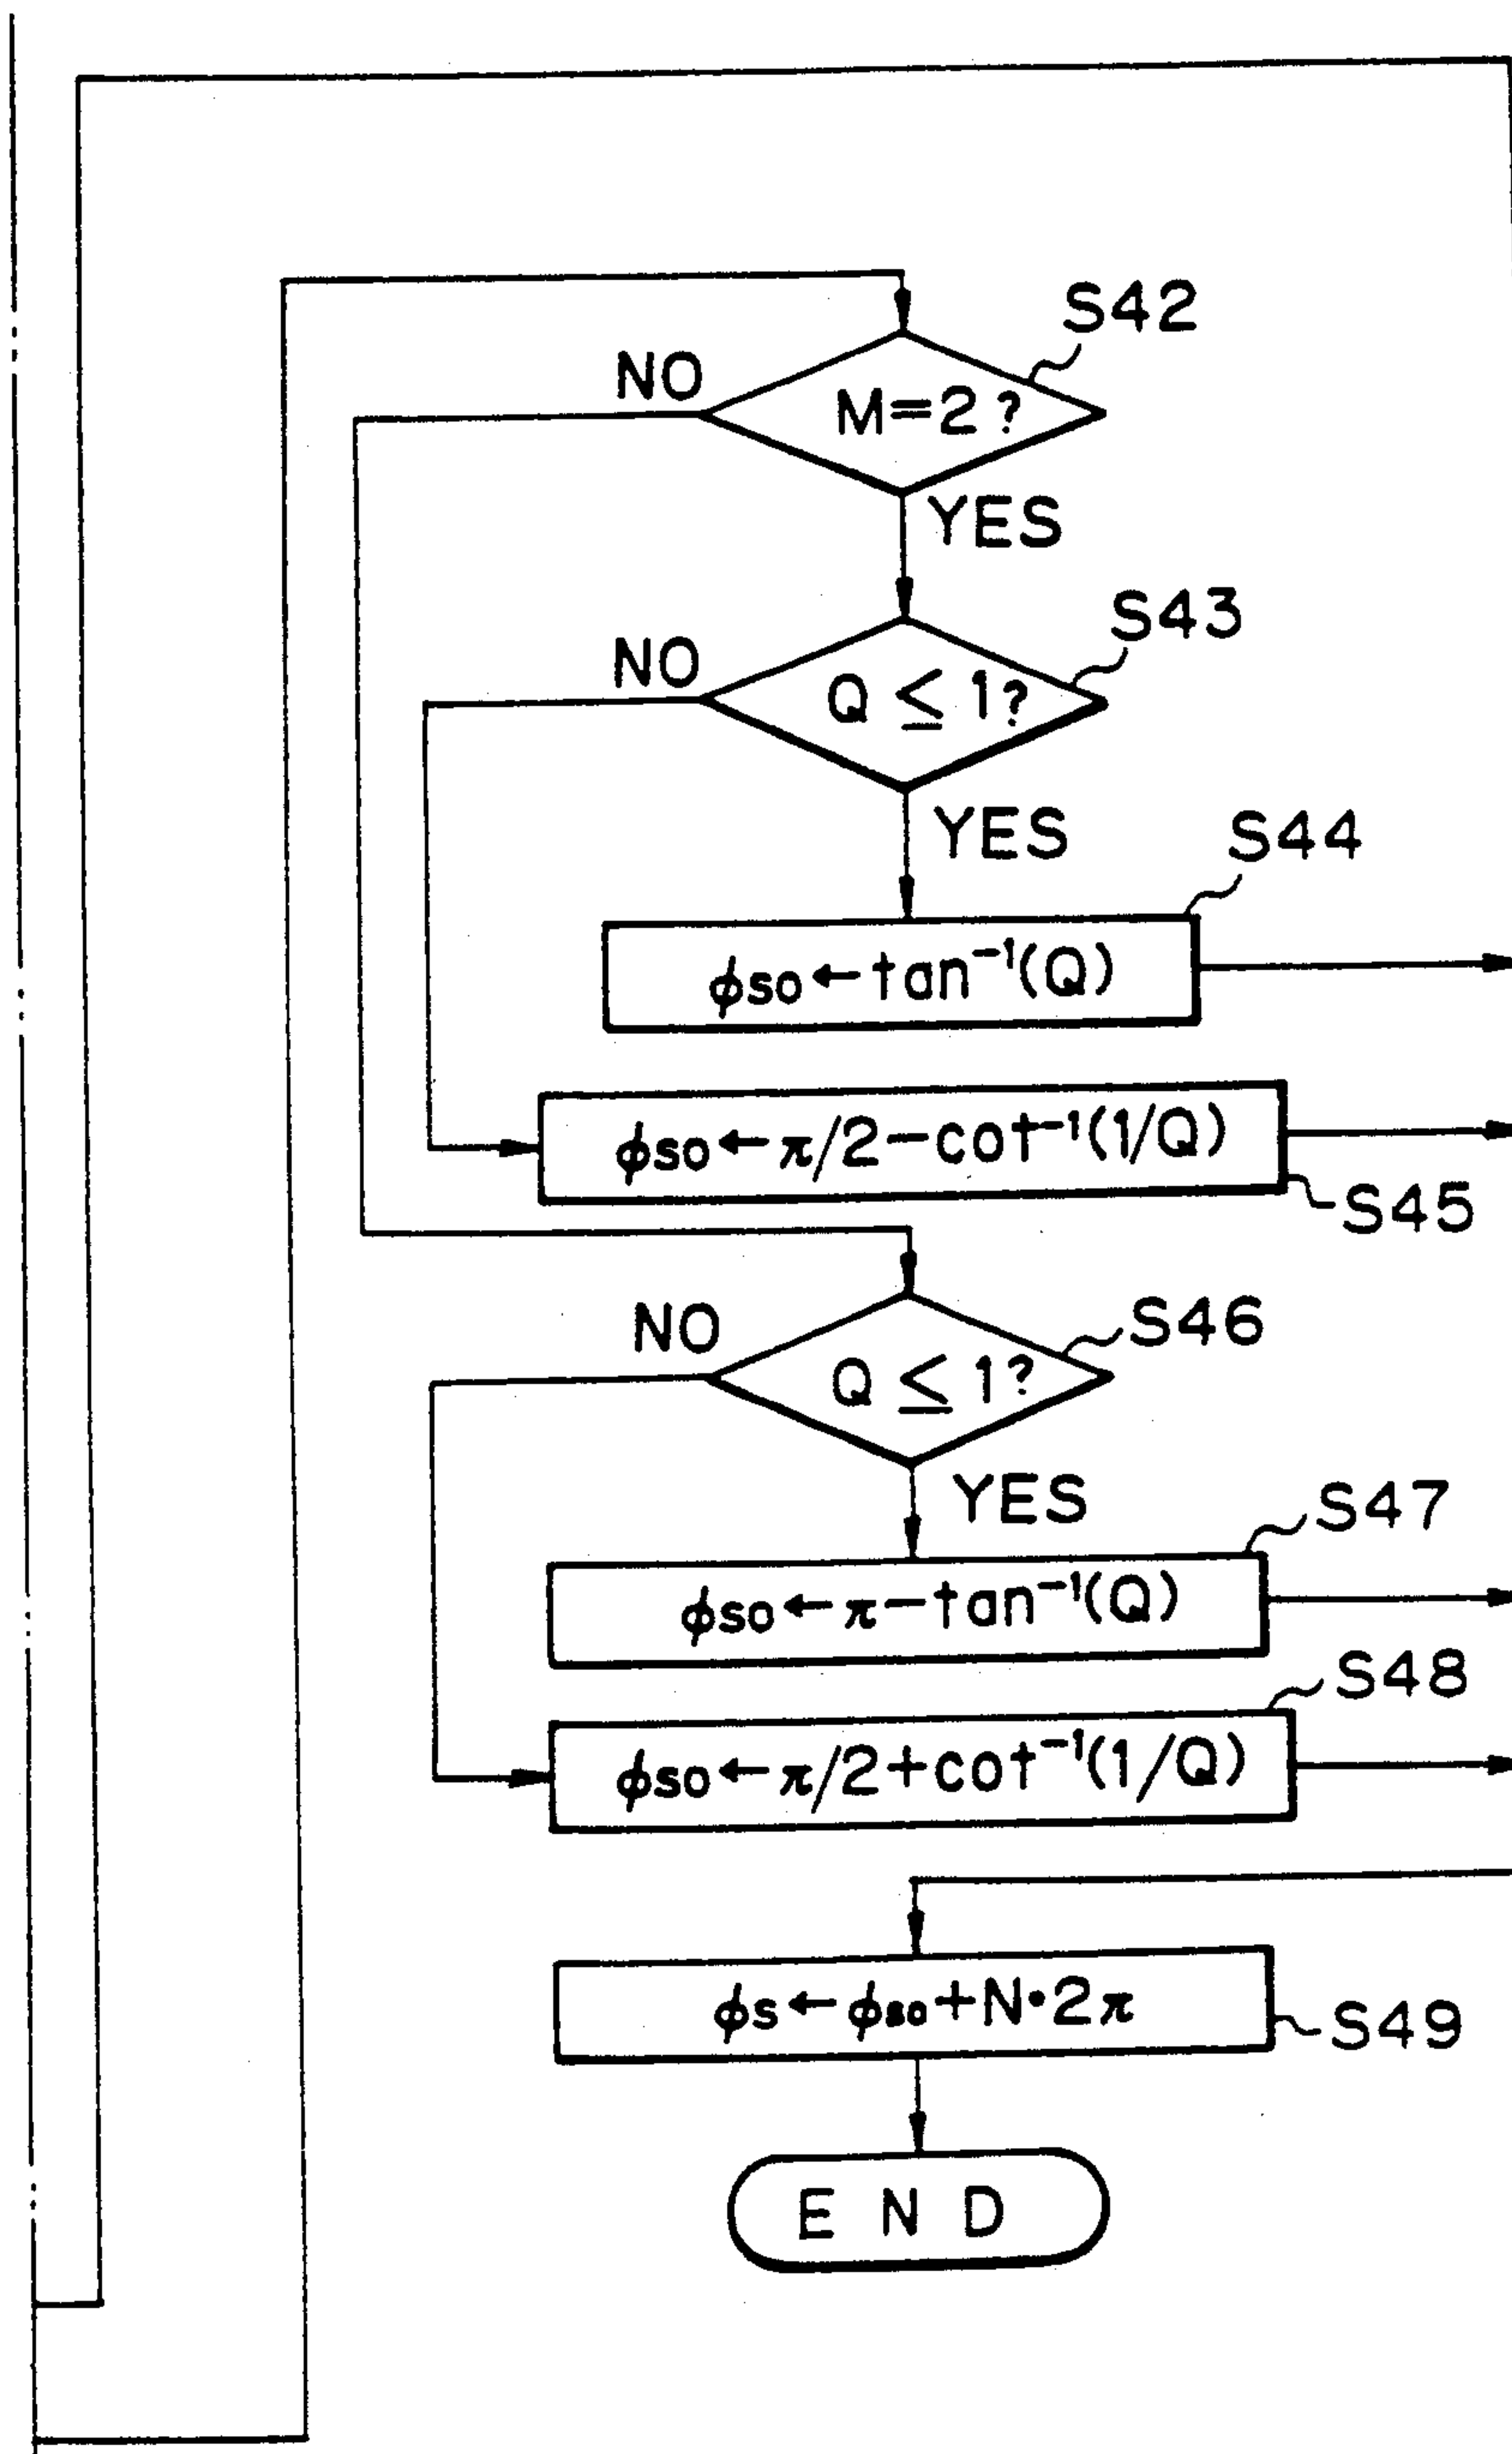 S42
NO
M=2?
YES
S43
NO
Q ≤ 1?
YES
S44
ϕso←tan⁻¹(Q)
ϕso←π/2−cot⁻¹(1/Q)
S45
S46
NO
Q ≤ 1?
YES
S47
ϕso←π−tan⁻¹(Q)
S48
ϕso←π/2+cot⁻¹(1/Q)
ϕs←ϕso+N•2π
S49
END